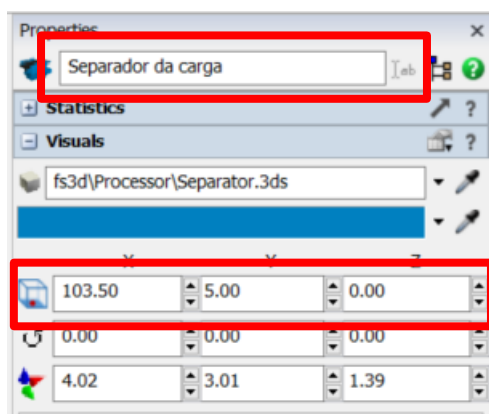 Properties
Separador da carga
Statistics ?
Visuals ?
fs3d\Processor\Separator.3ds
X Y Z
103.50 5.00 0.00
0.00 0.00 0.00
4.02 3.01 1.39